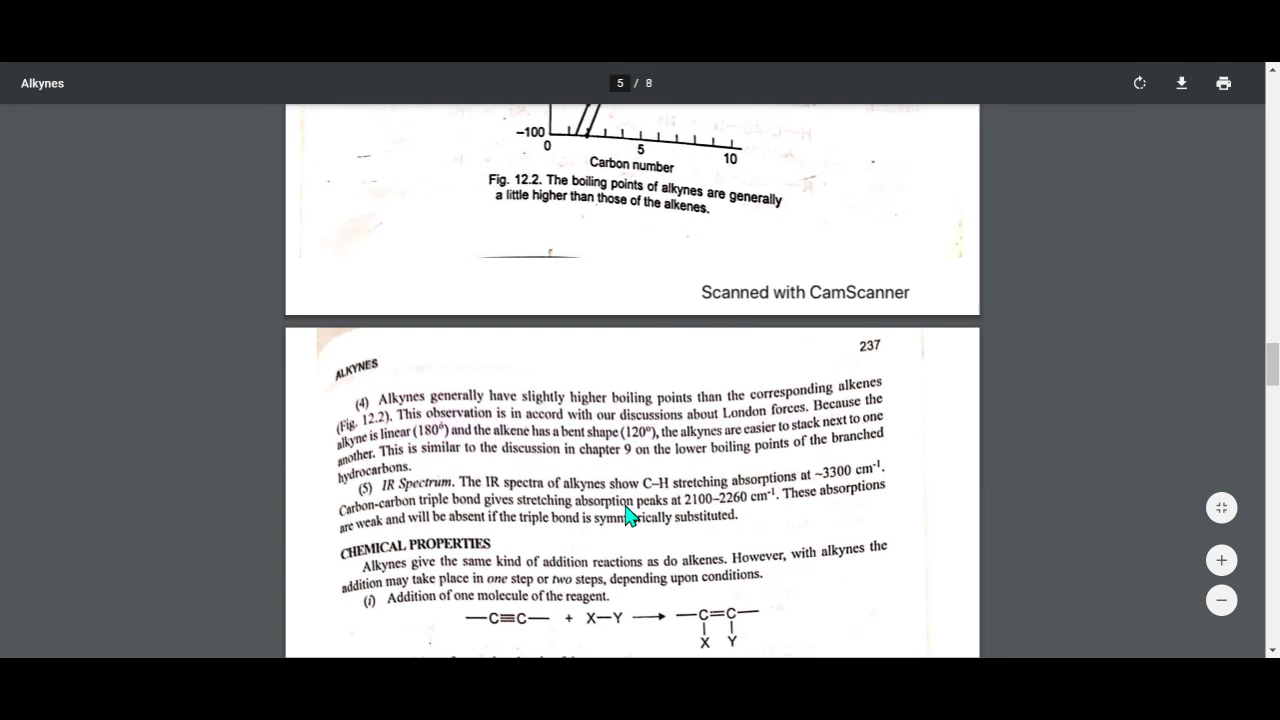 Alkynes
5 / 8
−100
0
5
10
Carbon number
Fig. 12.2. The boiling points of alkynes are generally
a little higher than those of the alkenes.
Scanned with CamScanner
ALKYNES
237
(4) Alkynes generally have slightly higher boiling points than the corresponding alkenes
(Fig. 12.2). This observation is in accord with our discussions about London forces. Because the
alkyne is linear (180°) and the alkene has a bent shape (120°), the alkynes are easier to stack next to one
another. This is similar to the discussion in chapter 9 on the lower boiling points of the branched
hydrocarbons.
(5) IR Spectrum. The IR spectra of alkynes show C–H stretching absorptions at ~3300 cm⁻¹.
Carbon-carbon triple bond gives stretching absorption peaks at 2100–2260 cm⁻¹. These absorptions
are weak and will be absent if the triple bond is symmetrically substituted.
CHEMICAL PROPERTIES
Alkynes give the same kind of addition reactions as do alkenes. However, with alkynes the
addition may take place in one step or two steps, depending upon conditions.
(i) Addition of one molecule of the reagent.
—C≡C— + X—Y ⟶ —C=C—
X Y